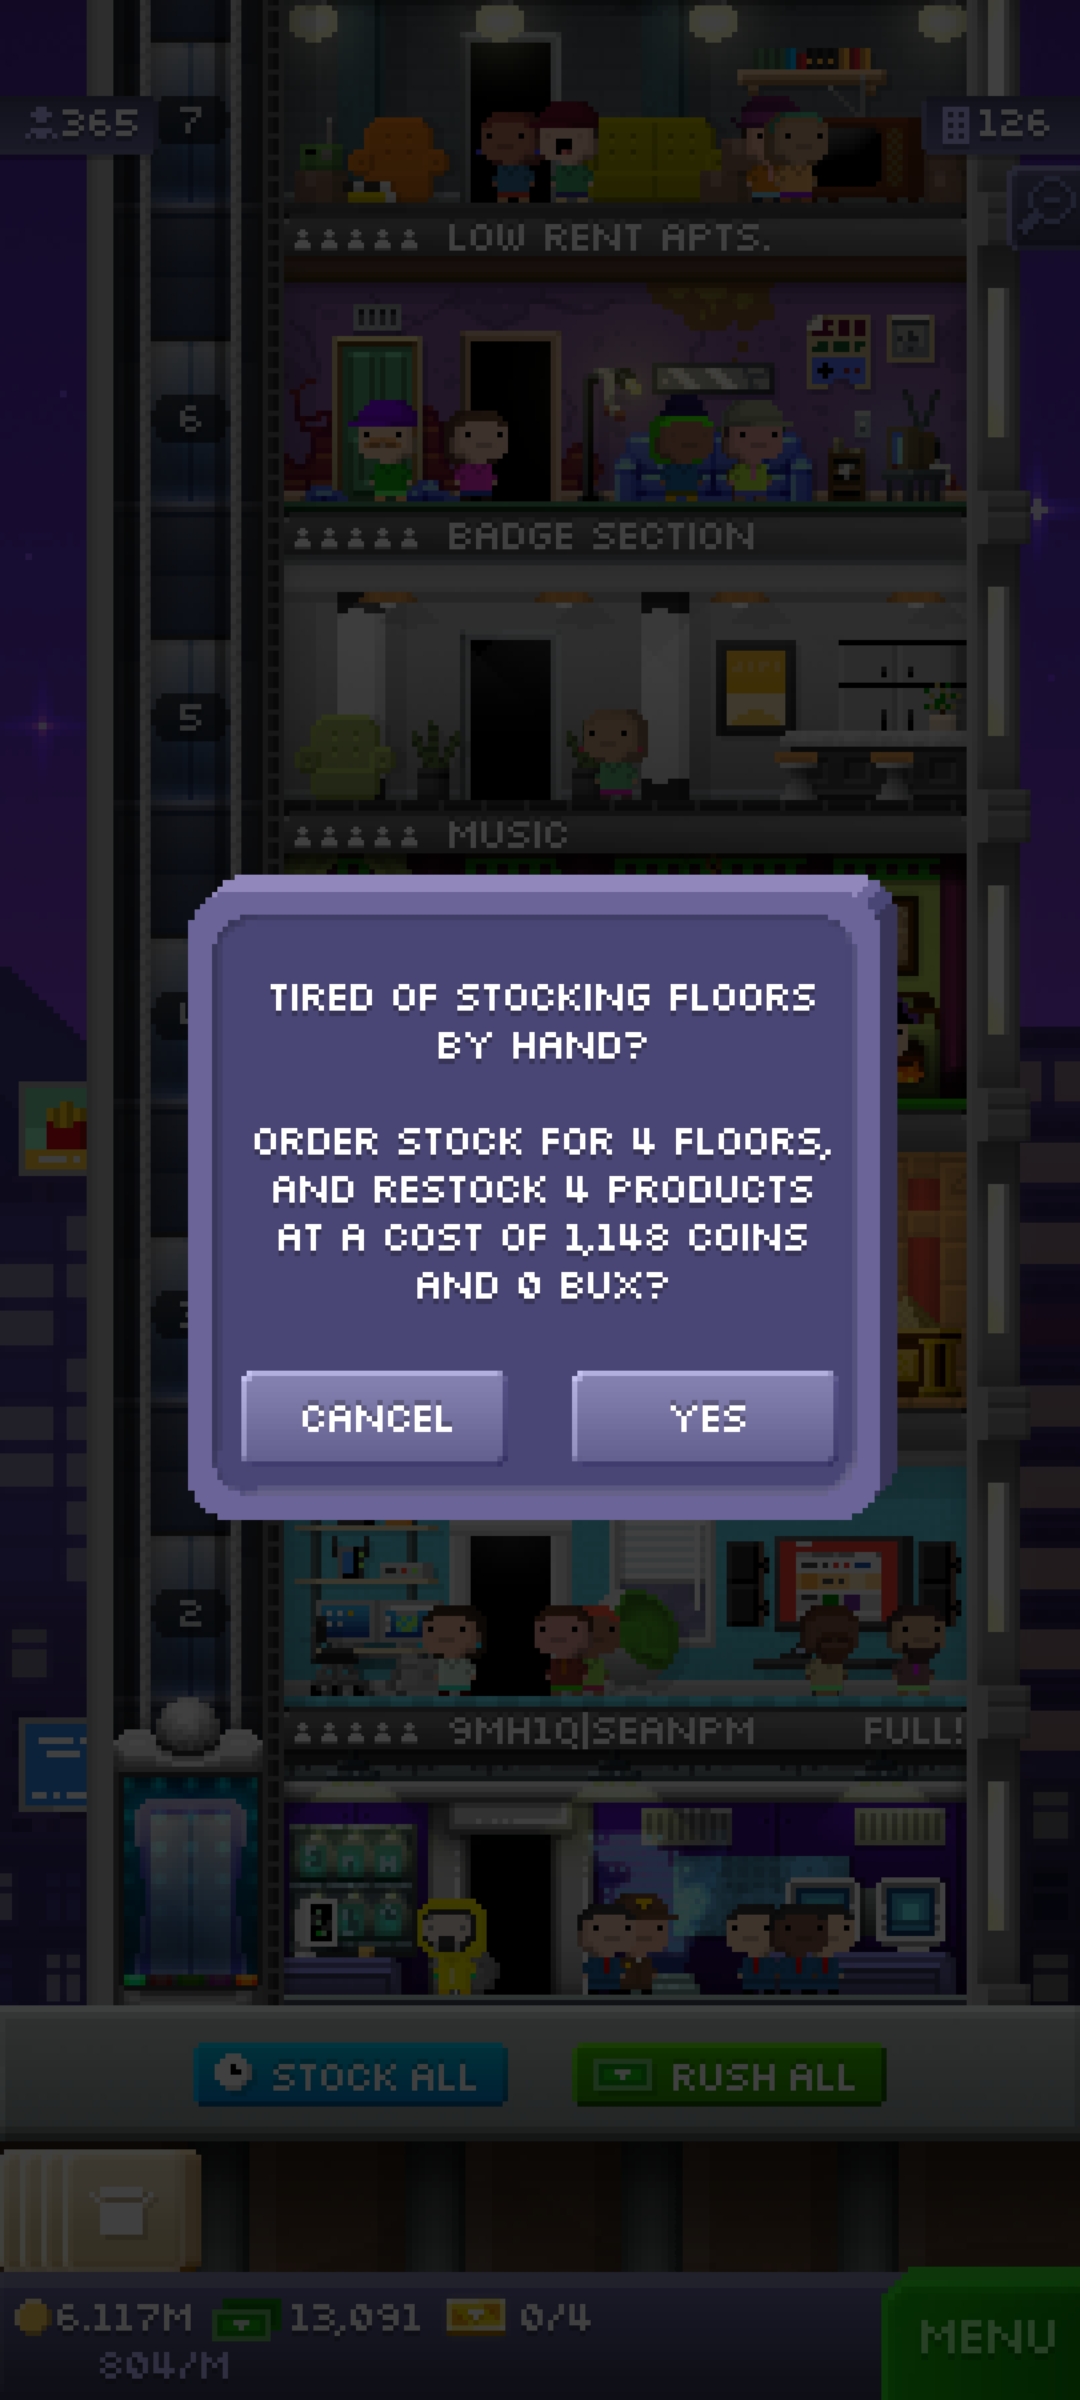 365
7
126
LOW RENT APTS.
6
BADGE SECTION
5
MUSIC
TIRED OF STOCKING FLOORS
BY HAND?
ORDER STOCK FOR 4 FLOORS,
AND RESTOCK 4 PRODUCTS
AT A COST OF 1,148 COINS
AND 0 BUX?
CANCEL
YES
2
9MH1Q|SEANPM
FULL!
STOCK ALL
RUSH ALL
6.117M
13,091
0/4
804/M
MENU